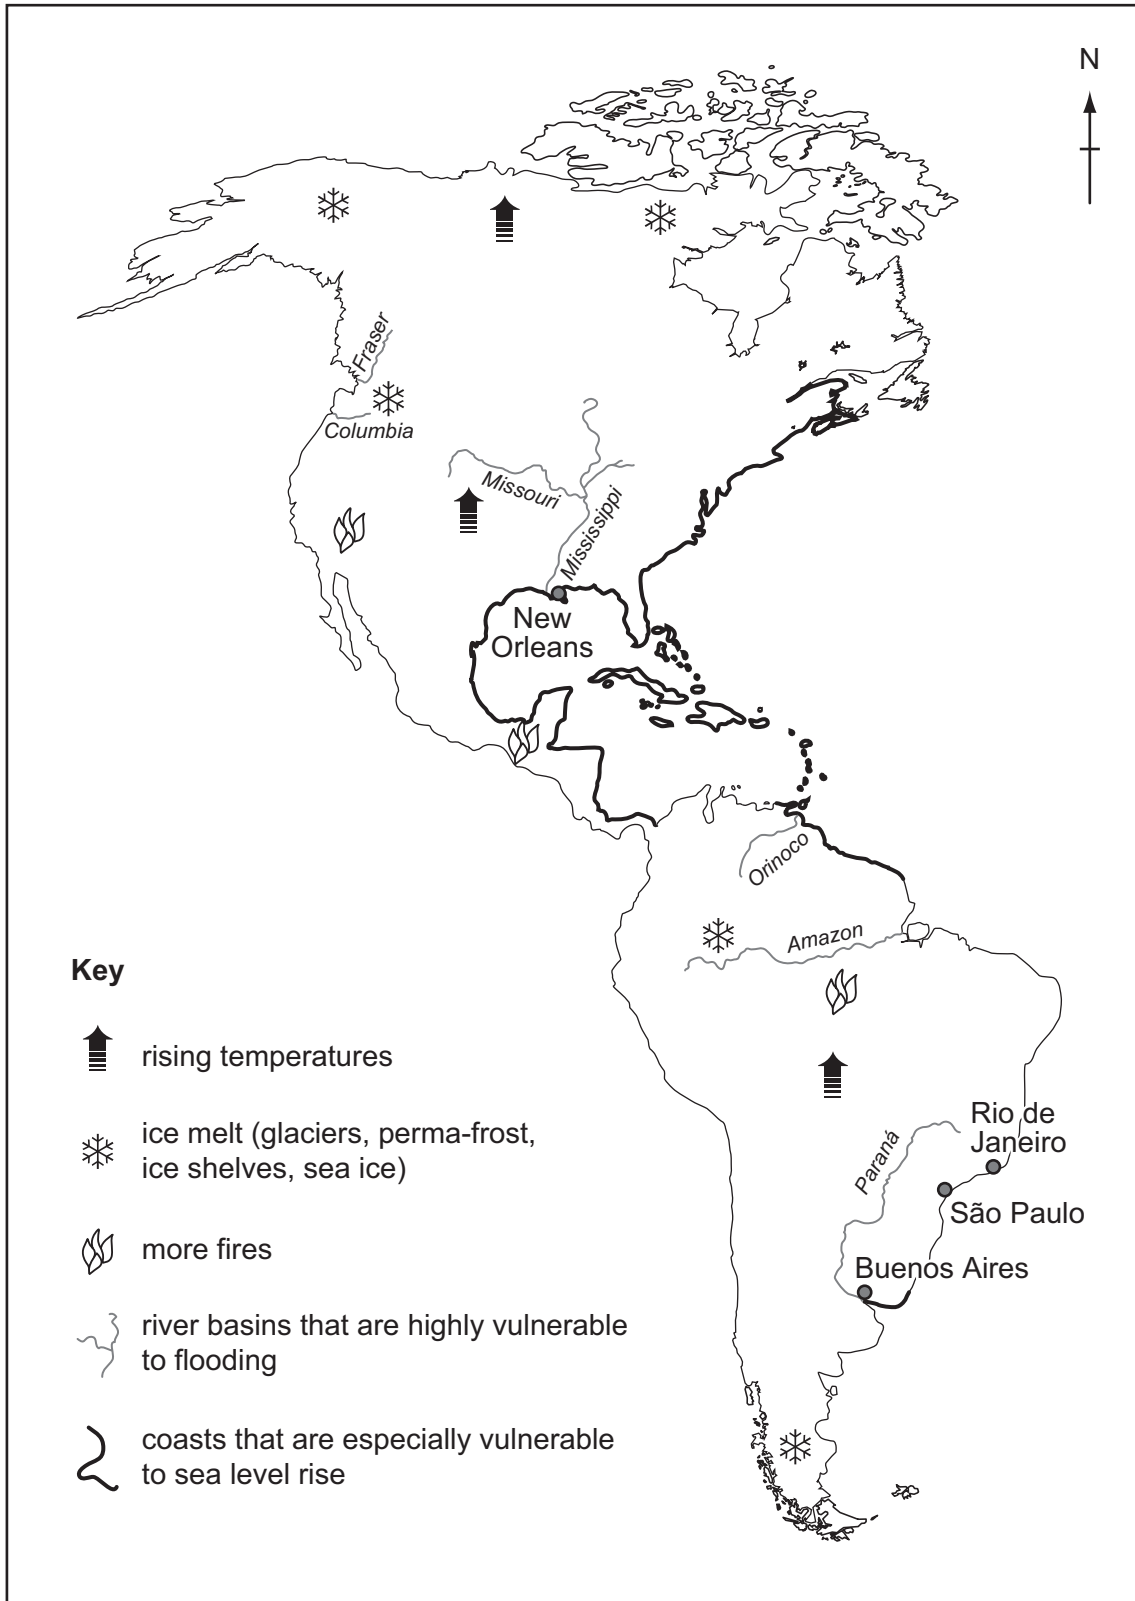 N
Fraser
Columbia
Missouri
Mississippi
New
Orleans
Orinoco
Amazon
Key
rising temperatures
Rio de
Janeiro
ice melt (glaciers, perma-frost,
ice shelves, sea ice)
Paraná
São Paulo
more fires
Buenos Aires
river basins that are highly vulnerable
to flooding
coasts that are especially vulnerable
to sea level rise